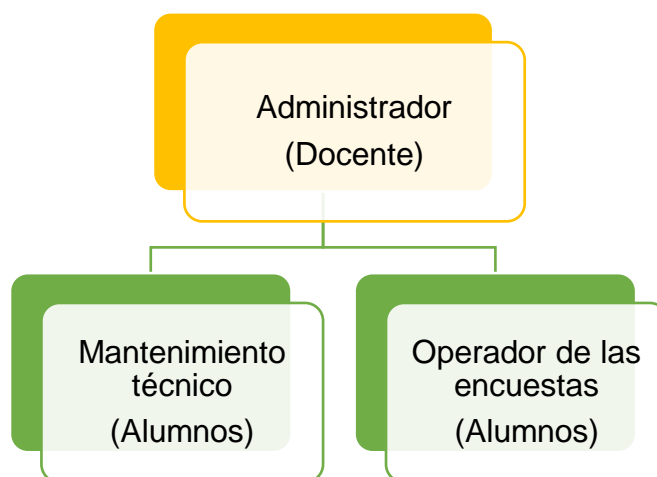 Administrador
(Docente)
Mantenimiento
técnico
(Alumnos)
Operador de las
encuestas
(Alumnos)